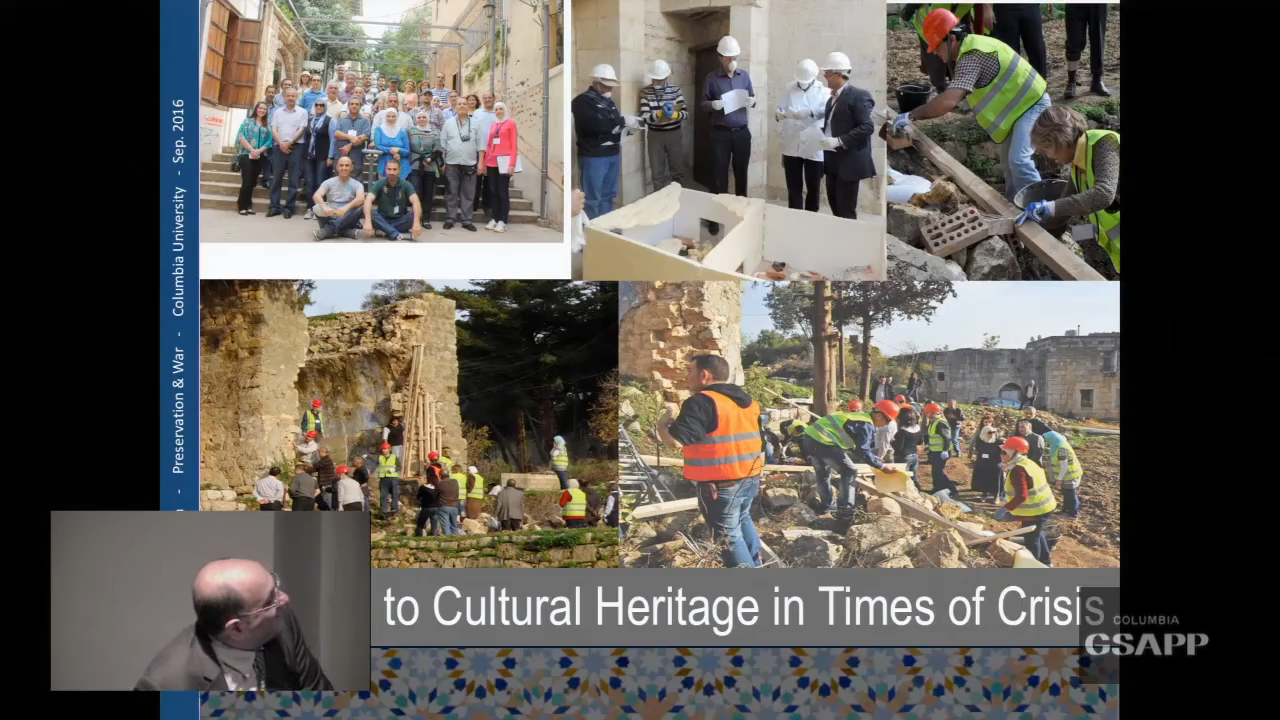 - Preservation & War - Columbia University - Sep. 2016
to Cultural Heritage in Times of Crisis
COLUMBIA
GSAPP